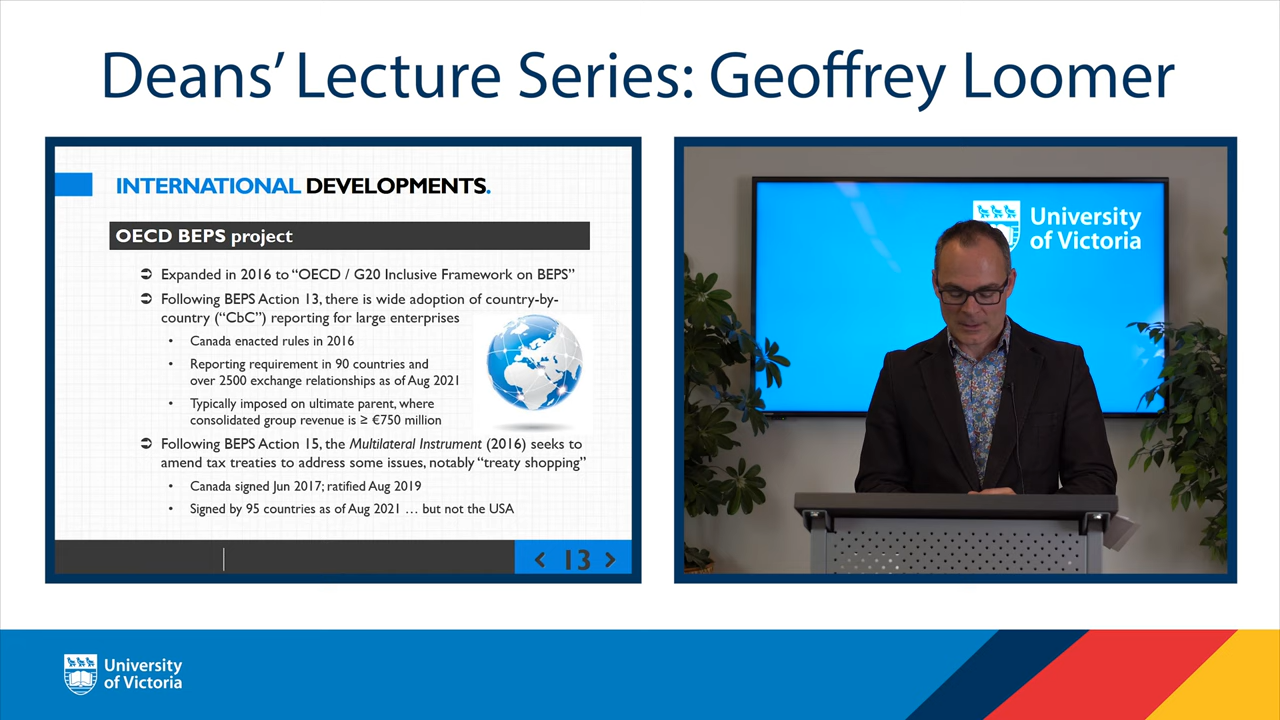 Deans’ Lecture Series: Geoffrey Loomer
INTERNATIONAL DEVELOPMENTS.
OECD BEPS project
Expanded in 2016 to “OECD / G20 Inclusive Framework on BEPS”
Following BEPS Action 13, there is wide adoption of country-by-
country (“CbC”) reporting for large enterprises
• Canada enacted rules in 2016
• Reporting requirement in 90 countries and
over 2500 exchange relationships as of Aug 2021
• Typically imposed on ultimate parent, where
consolidated group revenue is ≥ €750 million
Following BEPS Action 15, the Multilateral Instrument (2016) seeks to
amend tax treaties to address some issues, notably “treaty shopping”
• Canada signed Jun 2017; ratified Aug 2019
• Signed by 95 countries as of Aug 2021 … but not the USA
13
University
of Victoria
University
of Victoria